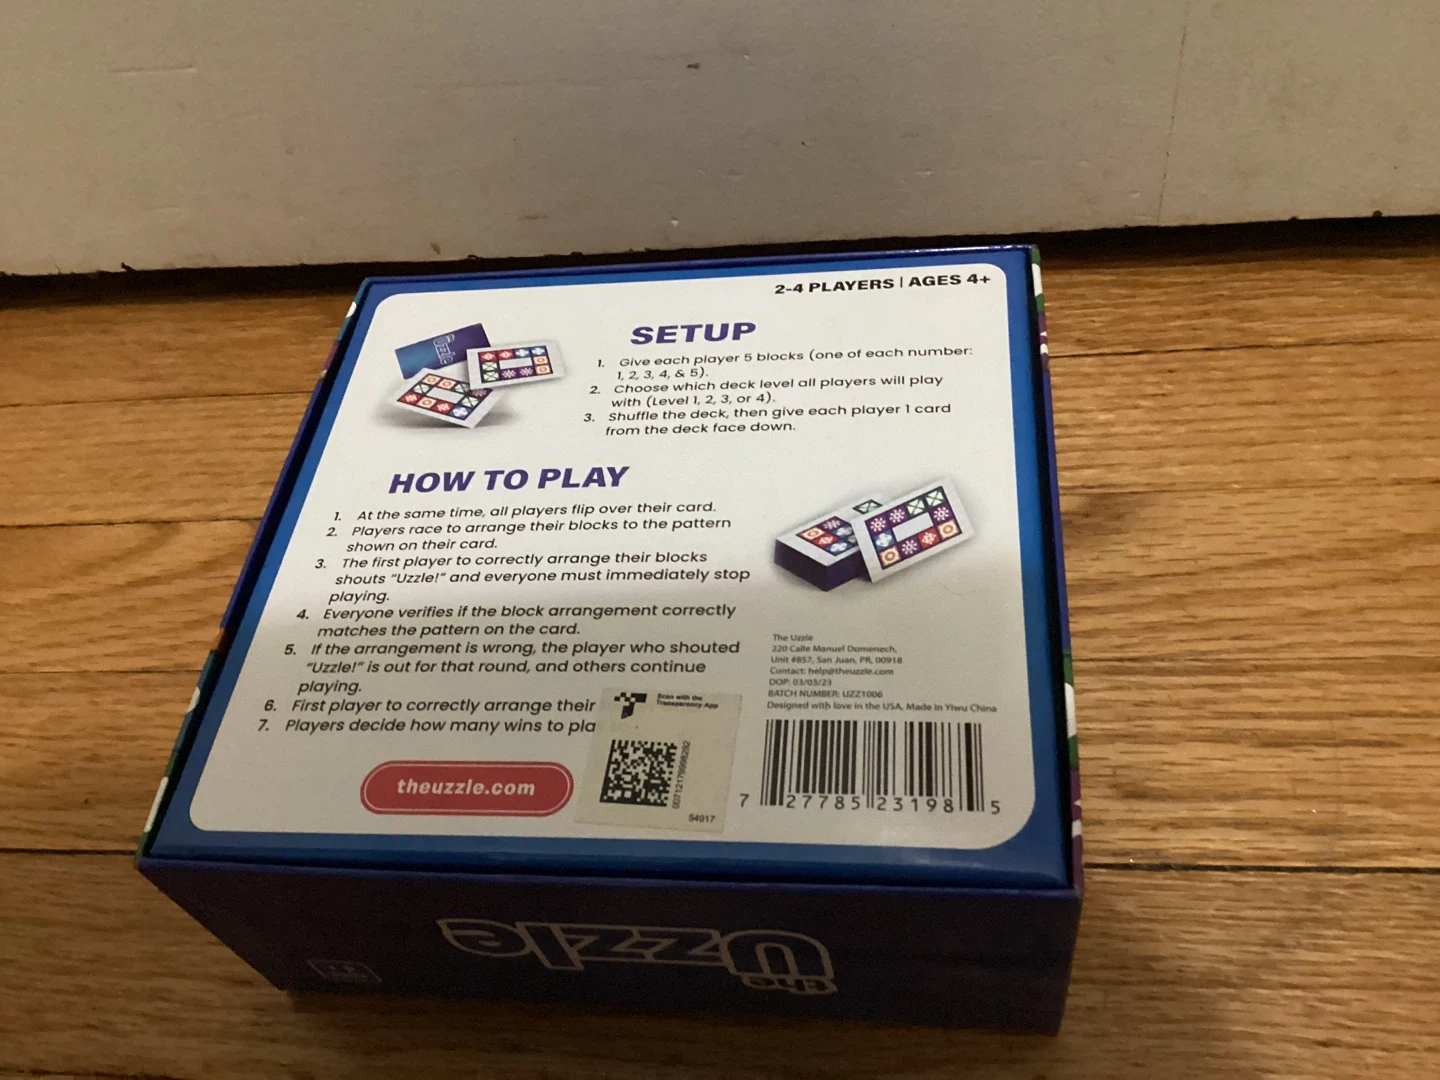 2-4 PLAYERS | AGES 4+
Uzzle
SETUP
1. Give each player 5 blocks (one of each number:
1, 2, 3, 4, & 5).
2. Choose which deck level all players will play
with (Level 1, 2, 3, or 4).
3. Shuffle the deck, then give each player 1 card
from the deck face down.
HOW TO PLAY
1. At the same time, all players flip over their card.
2. Players race to arrange their blocks to the pattern
shown on their card.
3. The first player to correctly arrange their blocks
shouts “Uzzle!” and everyone must immediately stop
playing.
4. Everyone verifies if the block arrangement correctly
matches the pattern on the card.
5. If the arrangement is wrong, the player who shouted
“Uzzle!” is out for that round, and others continue
playing.
6. First player to correctly arrange their
7. Players decide how many wins to pla
theuzzle.com
Scan with the
Transparency App
54917
The Uzzle
220 Calle Manuel Domenech,
Unit #857, San Juan, PR, 00918
Contact: help@theuzzle.com
DOP: 03/03/23
BATCH NUMBER: UZZ1006
Designed with love in the USA, Made in Yiwu China
7 27785 23198 5
the Uzzle